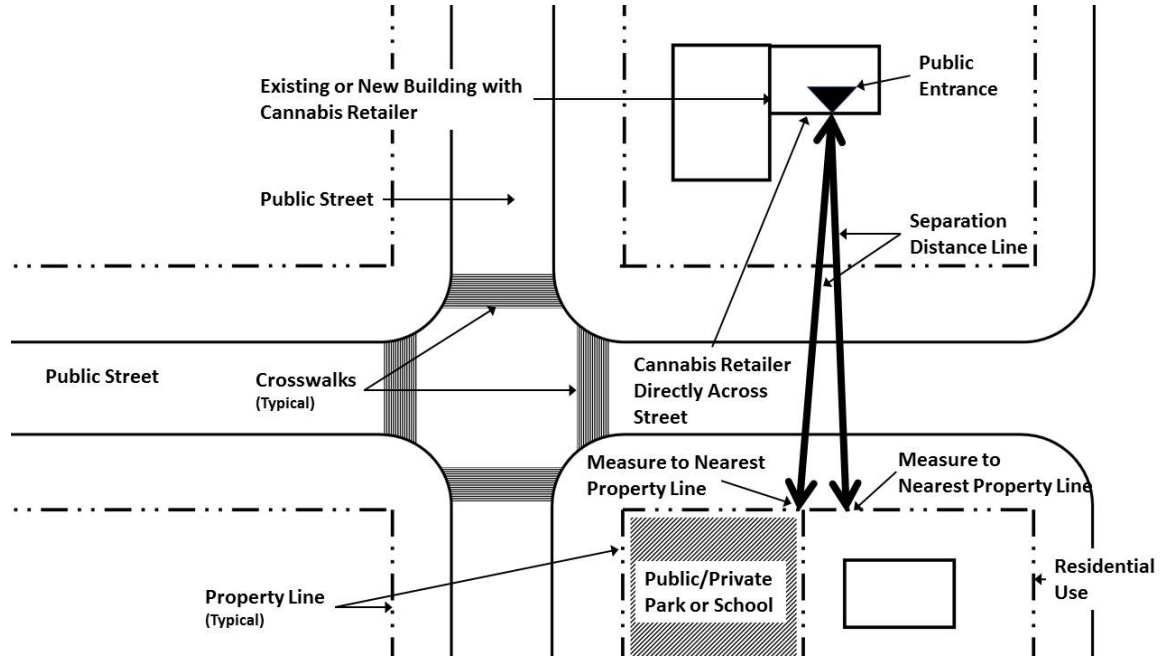 Existing or New Building with
Cannabis Retailer
Public
Entrance
Public Street
Separation
Distance Line
Public Street
Crosswalks
(Typical)
Cannabis Retailer
Directly Across
Street
Measure to Nearest
Property Line
Measure to
Nearest Property Line
Property Line
(Typical)
Public/Private
Park or School
Residential
Use